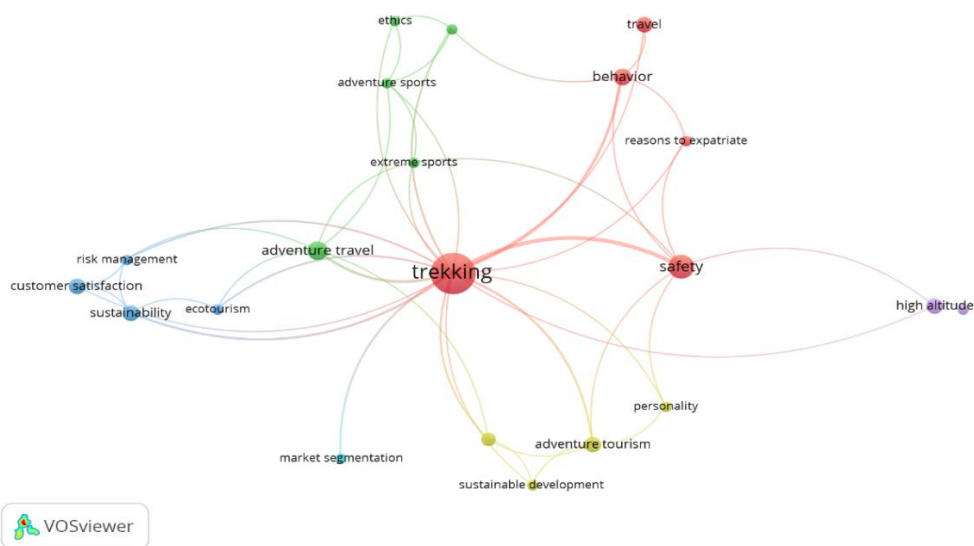 ethics
travel
behavior
adventure sports
reasons to expatriate
extreme sports
adventure travel
risk management
trekking
safety
customer satisfaction
sustainability
ecotourism
high altitude
personality
adventure tourism
market segmentation
sustainable development
VOSviewer